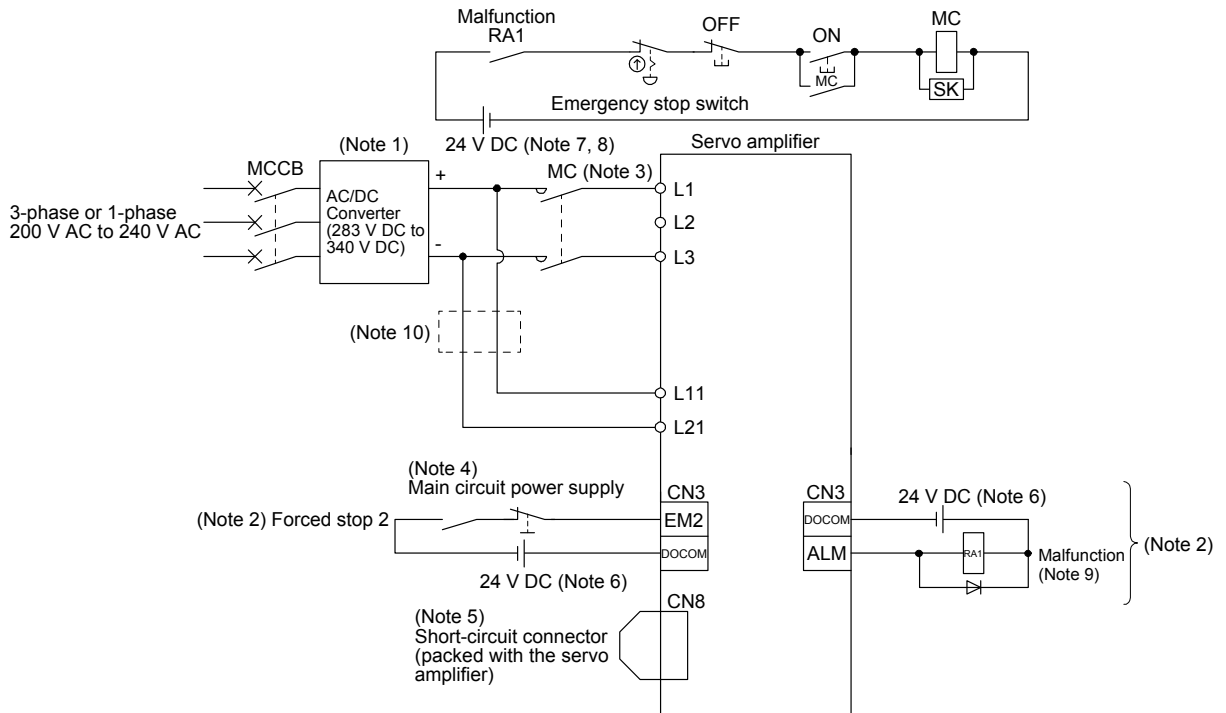 Malfunction
RA1
OFF
ON
MC
MC
SK
Emergency stop switch
24 V DC (Note 7, 8)
Servo amplifier
(Note 1)
MCCB
+
MC (Note 3)
L1
3-phase or 1-phase
200 V AC to 240 V AC
AC/DC
Converter
(283 V DC to
340 V DC)
L2
-
L3
(Note 10)
L11
L21
(Note 4)
Main circuit power supply
CN3
CN3
24 V DC (Note 6)
(Note 2) Forced stop 2
EM2
DOCOM
(Note 2)
DOCOM
ALM
RA1
Malfunction
(Note 9)
24 V DC (Note 6)
CN8
(Note 5)
Short-circuit connector
(packed with the servo
amplifier)